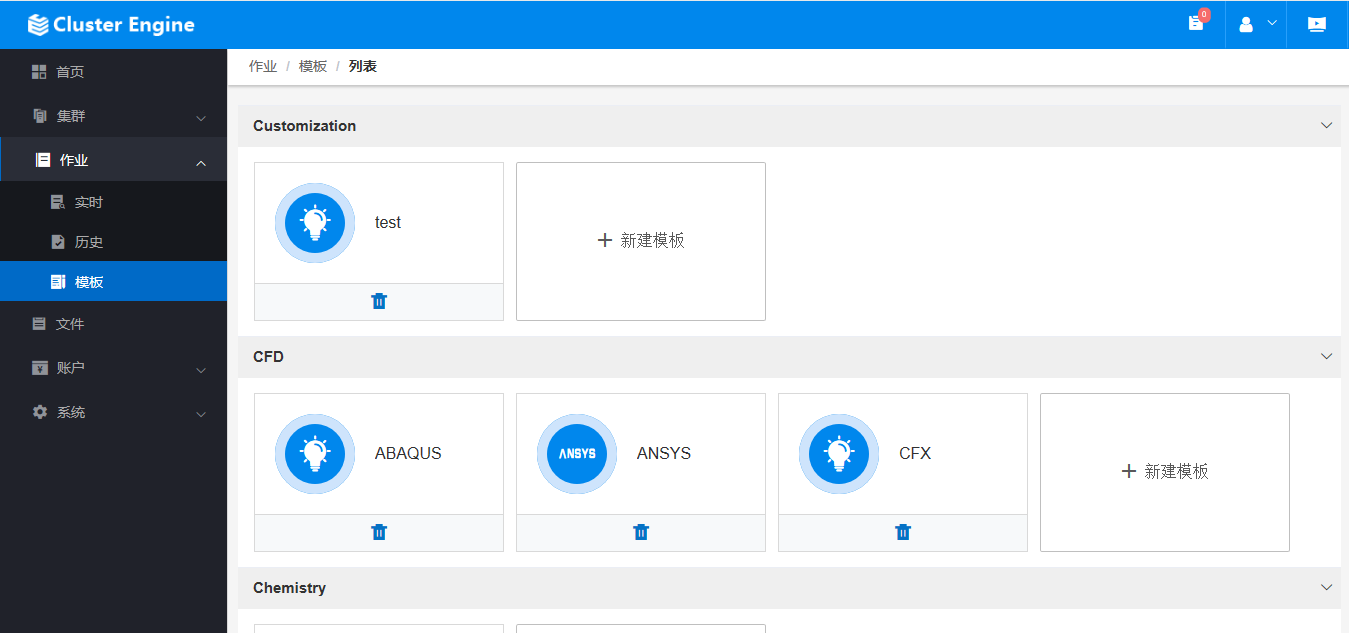 Cluster Engine
0
首页
集群
作业
实时
历史
模板
文件
账户
系统
作业 / 模板 / 列表
Customization
test
新建模板
CFD
ABAQUS
ANSYS
ANSYS
CFX
新建模板
Chemistry